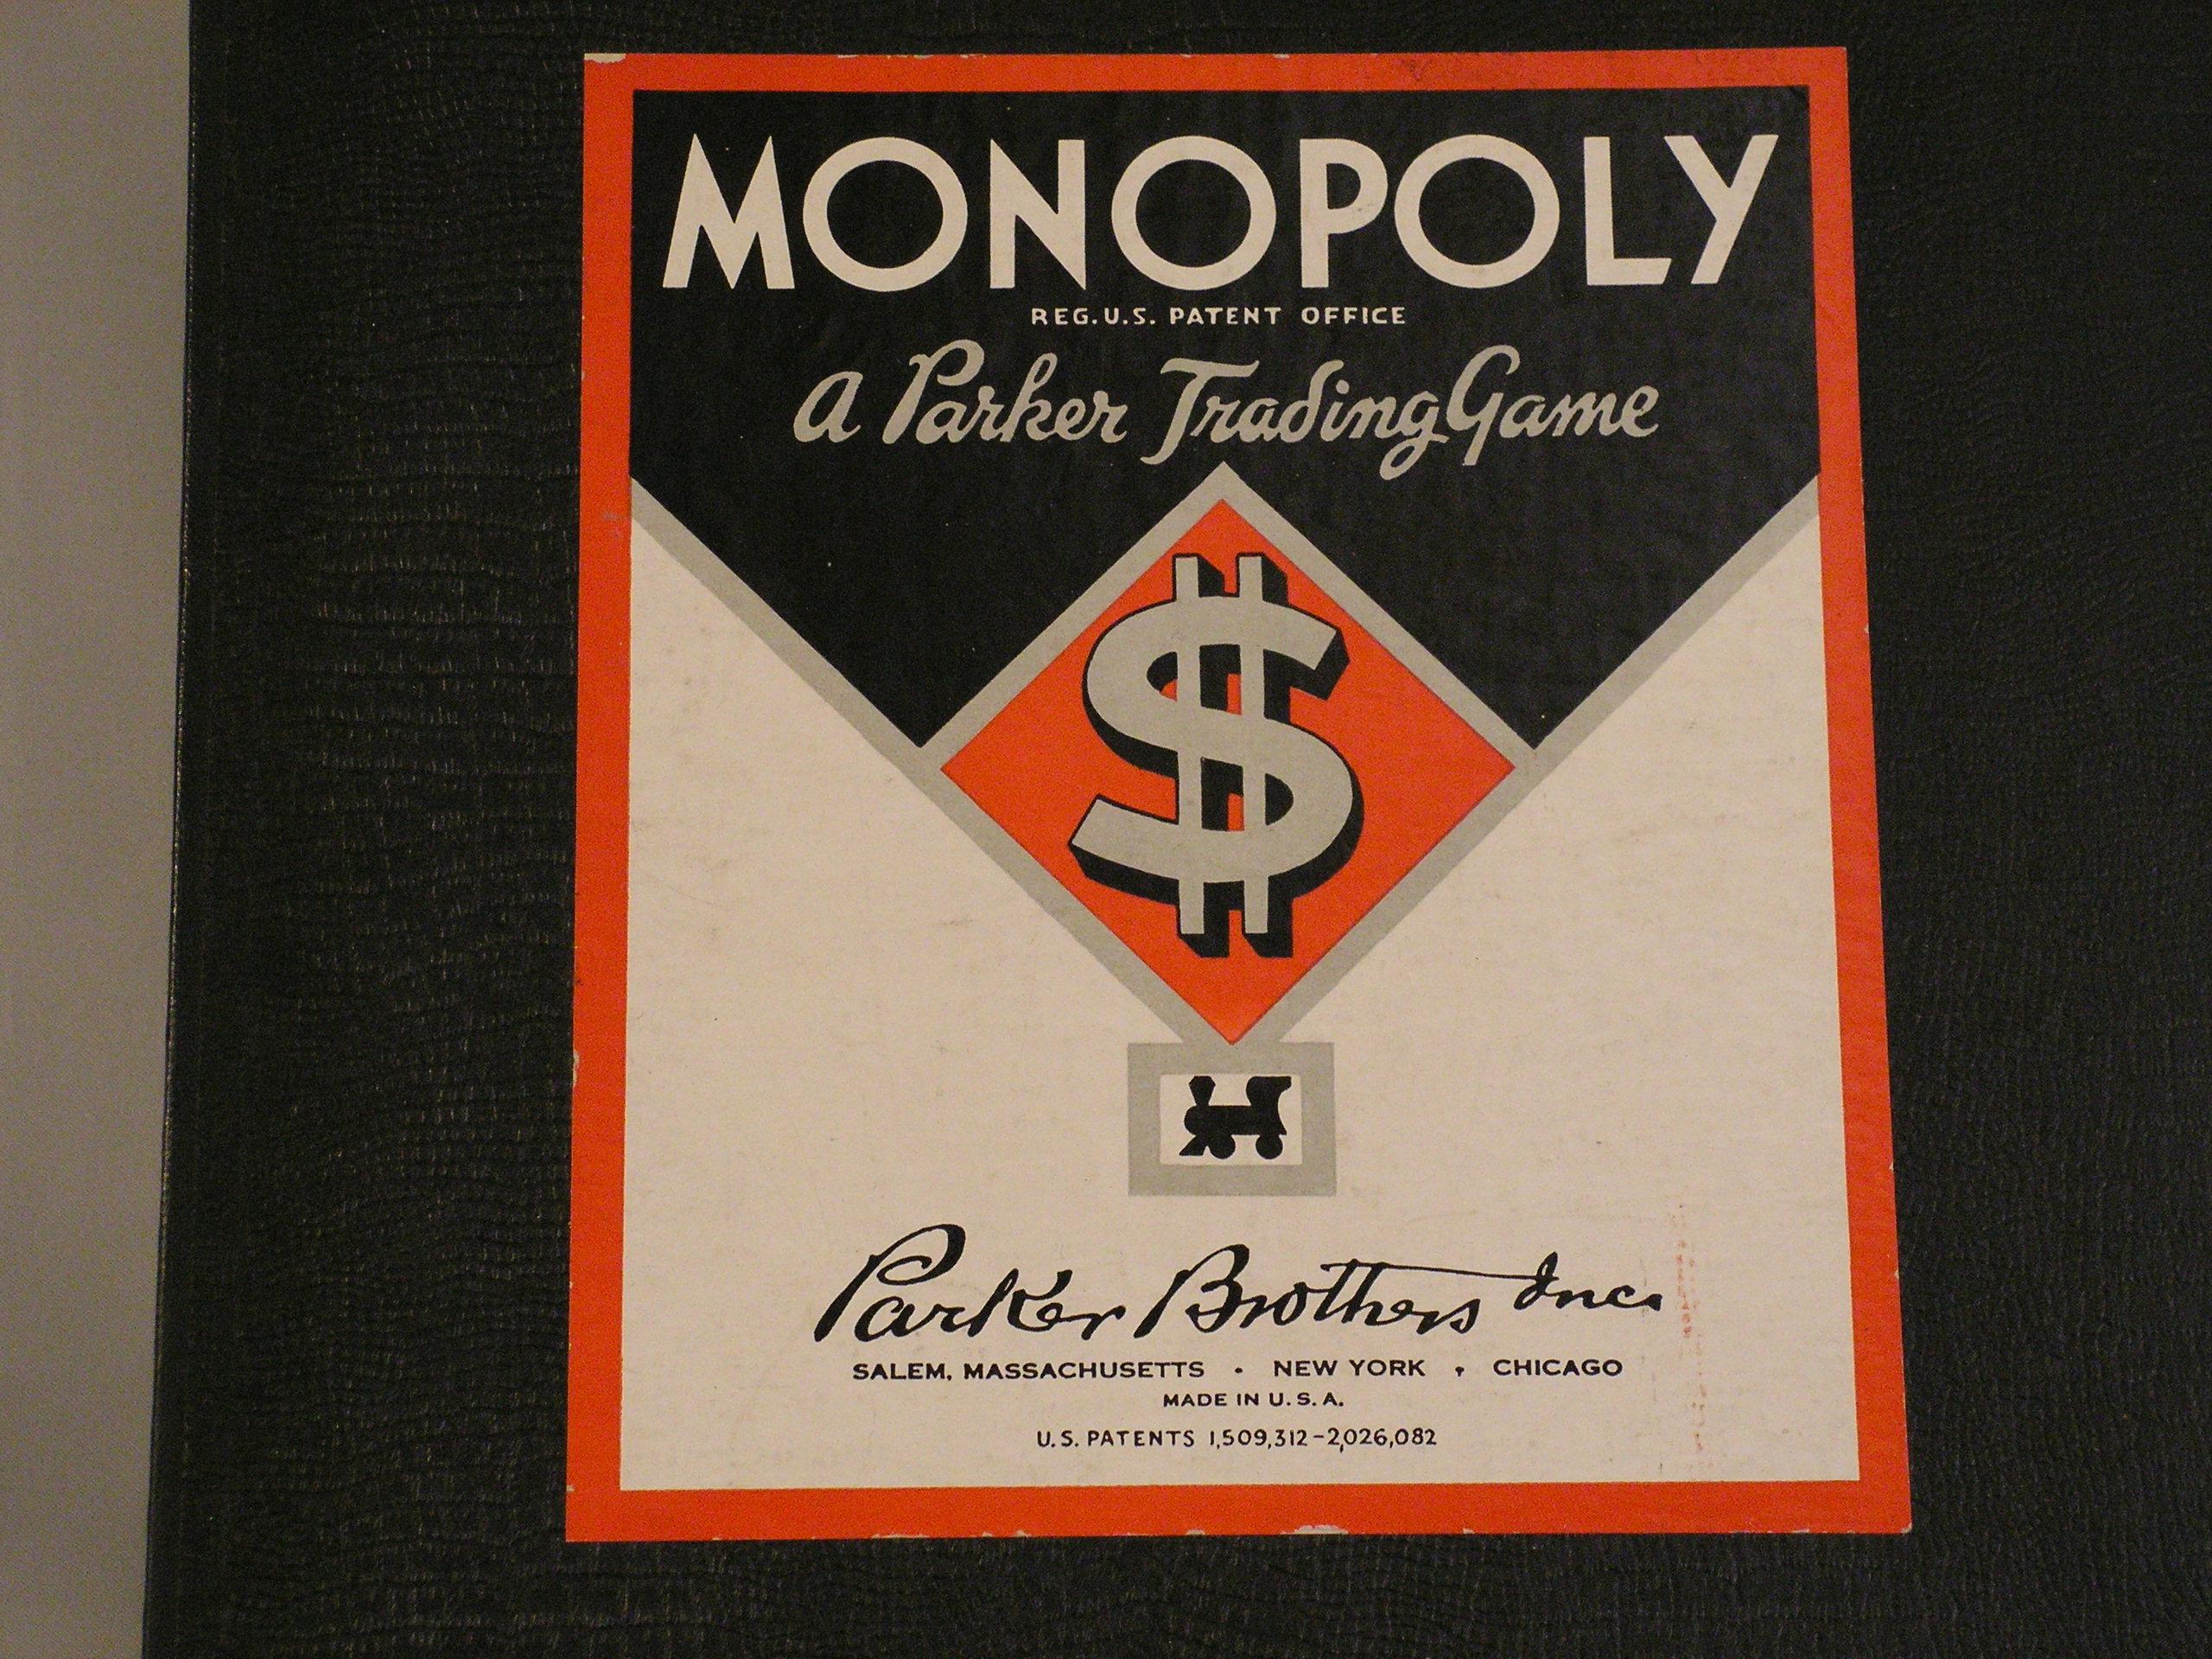 MONOPOLY
REG. U.S. PATENT OFFICE
a Parker Trading Game
$
Parker Brothers Inc.
SALEM, MASSACHUSETTS • NEW YORK • CHICAGO
MADE IN U.S.A.
U.S. PATENTS 1,509,312-2,026,082